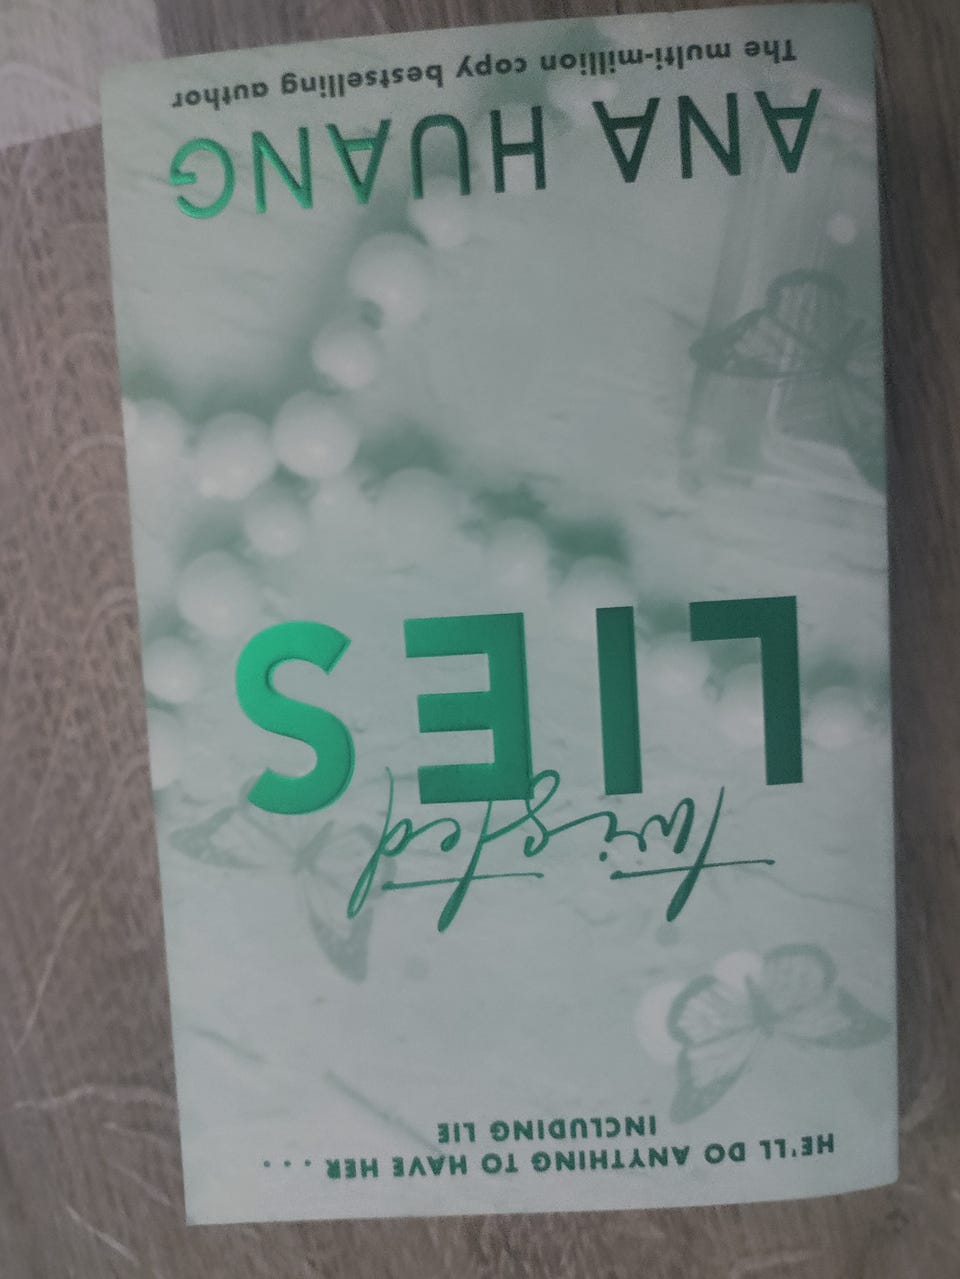 HE'LL DO ANYTHING TO HAVE HER . . .
INCLUDING LIE
Twisted
LIES
ANA HUANG
The multi-million copy bestselling author